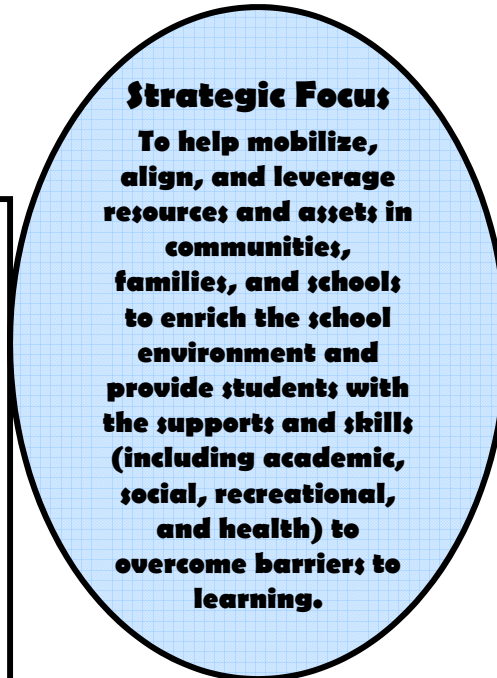 Strategic Focus
To help mobilize,
align, and leverage
resources and assets in
communities,
families, and schools
to enrich the school
environment and
provide students with
the supports and skills
(including academic,
social, recreational,
and health) to
overcome barriers to
learning.